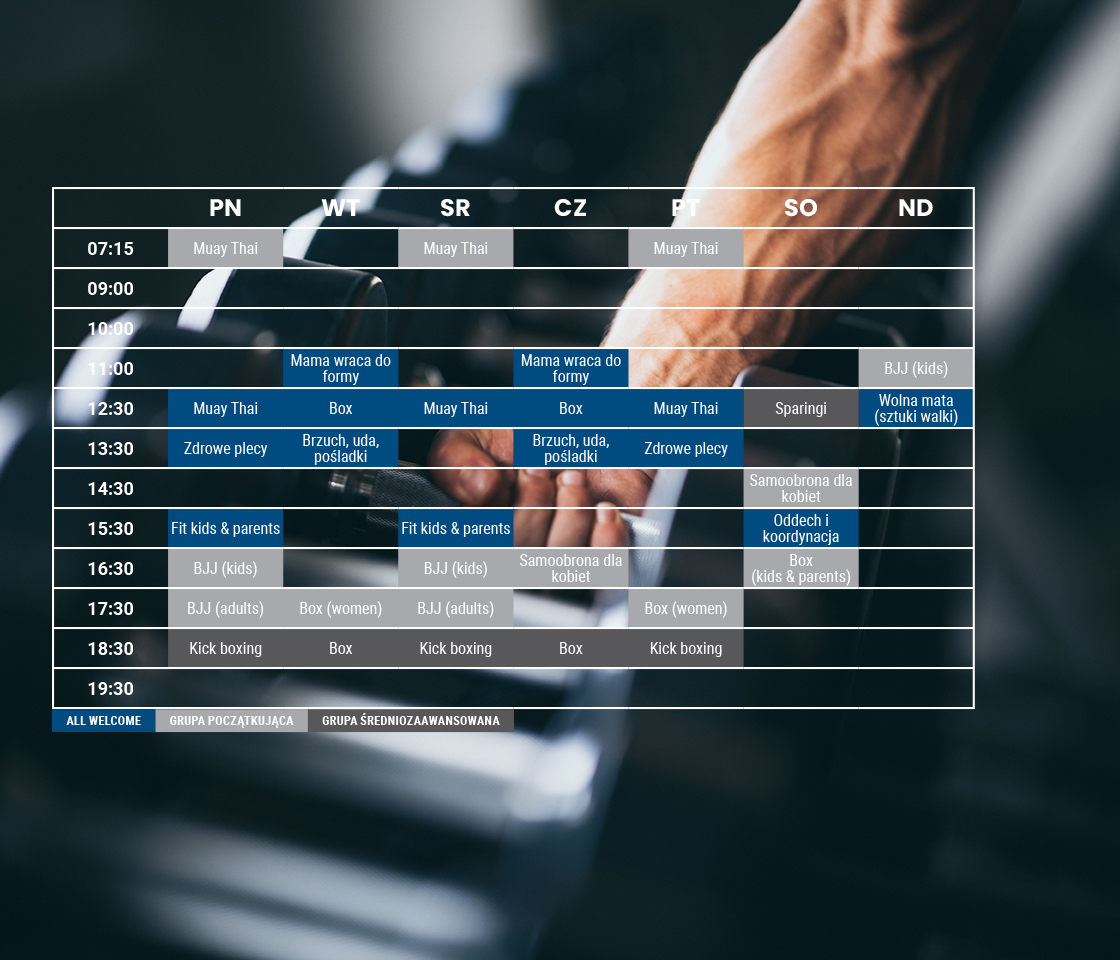 PN WT SR CZ PT SO ND
07:15 Muay Thai Muay Thai Muay Thai
09:00
10:00
11:00 Mama wraca do formy Mama wraca do formy BJJ (kids)
12:30 Muay Thai Box Muay Thai Box Muay Thai Sparingi Wolna mata (sztuki walki)
13:30 Zdrowe plecy Brzuch, uda, pośladki Brzuch, uda, pośladki Zdrowe plecy
14:30 Samoobrona dla kobiet
15:30 Fit kids & parents Fit kids & parents Oddech i koordynacja
16:30 BJJ (kids) BJJ (kids) Samoobrona dla kobiet Box (kids & parents)
17:30 BJJ (adults) Box (women) BJJ (adults) Box (women)
18:30 Kick boxing Box Kick boxing Box Kick boxing
19:30
ALL WELCOME GRUPA POCZĄTKUJĄCA GRUPA ŚREDNIOZAAWANSOWANA